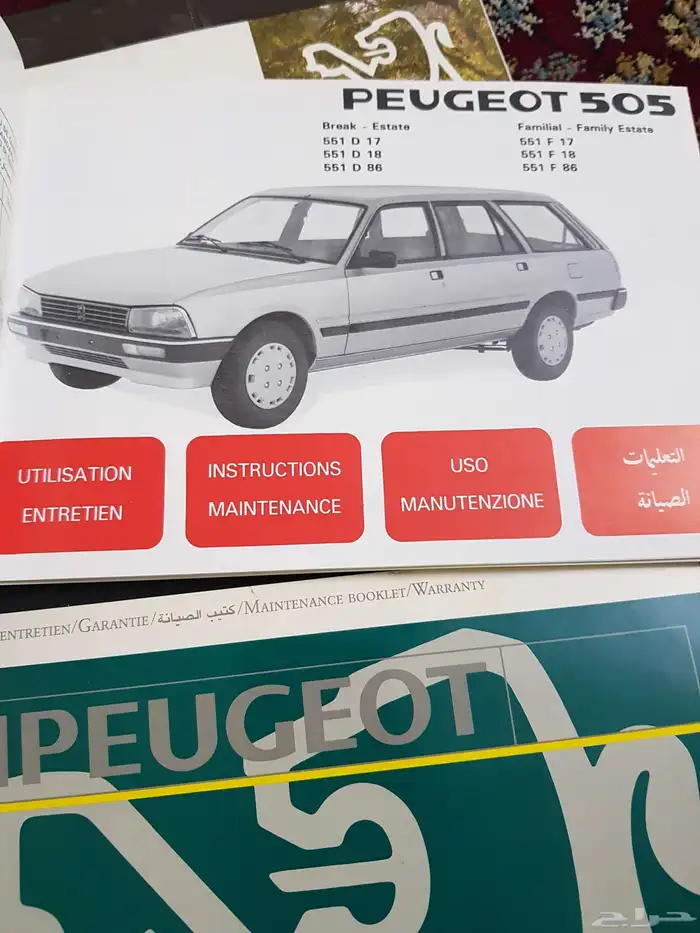 PEUGEOT 505
Break - Estate
551 D 17
551 D 18
551 D 86
Familial - Family Estate
551 F 17
551 F 18
551 F 86
UTILISATION
ENTRETIEN
INSTRUCTIONS
MAINTENANCE
USO
MANUTENZIONE
التعليمات
الصيانة
ENTRETIEN/GARANTIE/كتيب الصيانة/MAINTENANCE BOOKLET/WARRANTY
PEUGEOT
حراج